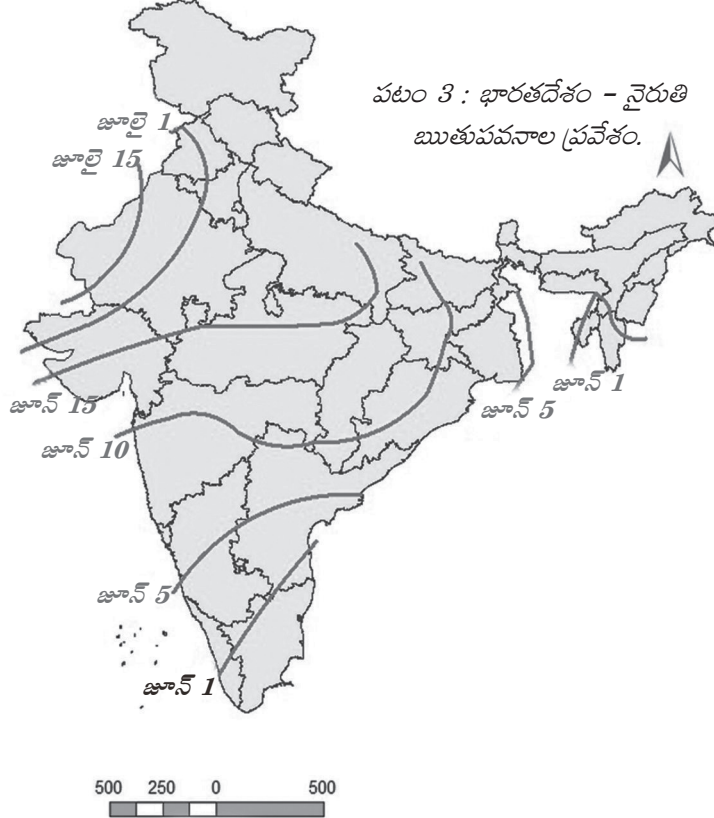 పటం 3 : భారతదేశం – నైరుతి
ఋతుపవనాల ప్రవేశం.
జూలై 1
జూలై 15
జూన్ 15
జూన్ 10
జూన్ 5
జూన్ 1
జూన్ 5
జూన్ 1
500 250 0 500